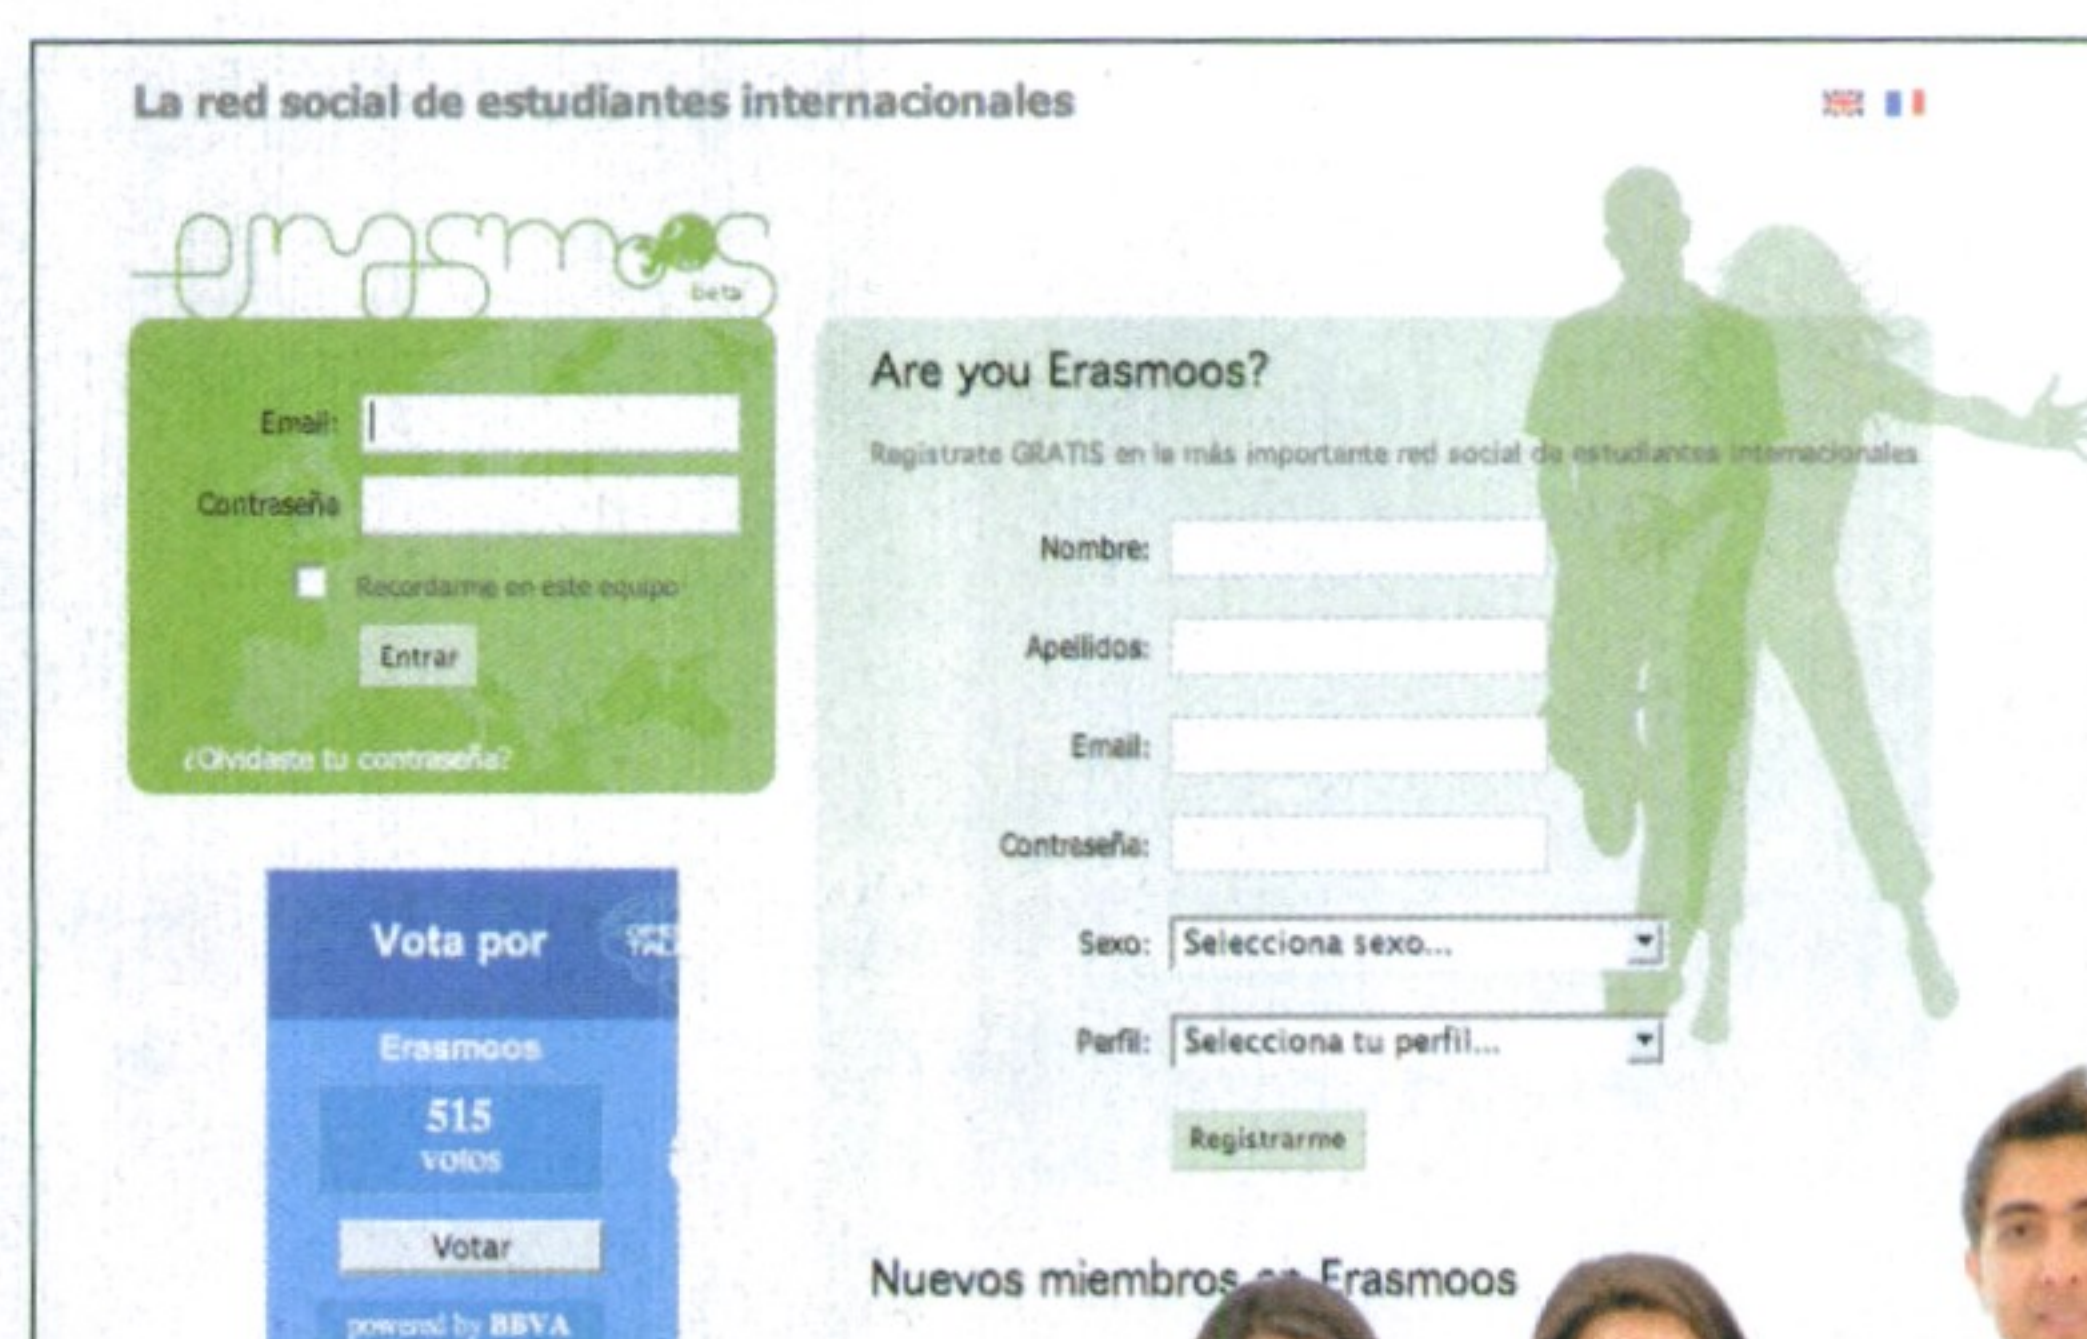 La red social de estudiantes internacionales
erasmoos
beta
Email:
Contraseña
Recordarme en este equipo
Entrar
¿Olvidaste tu contraseña?
Are you Erasmoos?
Registrate GRATIS en la más importante red social de estudiantes internacionales
Nombre:
Apellidos:
Email:
Contraseña:
Sexo: Selecciona sexo...
Perfil: Selecciona tu perfil...
Registrarme
Vota por
Erasmoos
515
votos
Votar
powered by BBVA
Nuevos miembros en Erasmoos